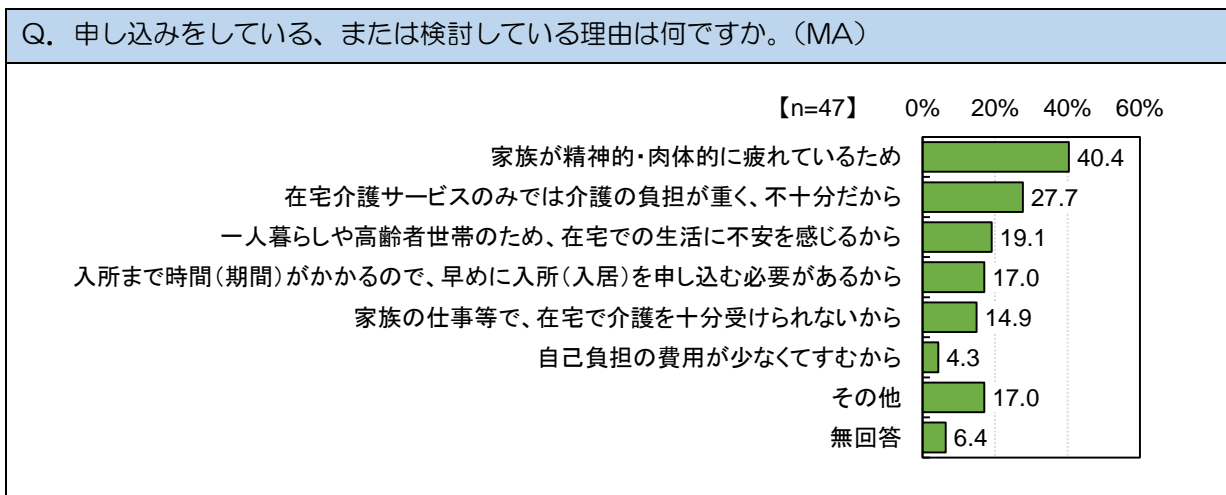 Q．申し込みをしている、または検討している理由は何ですか。（MA）
【n=47】 0% 20% 40% 60%
家族が精神的・肉体的に疲れているため 40.4
在宅介護サービスのみでは介護の負担が重く、不十分だから 27.7
一人暮らしや高齢者世帯のため、在宅での生活に不安を感じるから 19.1
入所まで時間（期間）がかかるので、早めに入所（入居）を申し込む必要があるから 17.0
家族の仕事等で、在宅で介護を十分受けられないから 14.9
自己負担の費用が少なくてすむから 4.3
その他 17.0
無回答 6.4